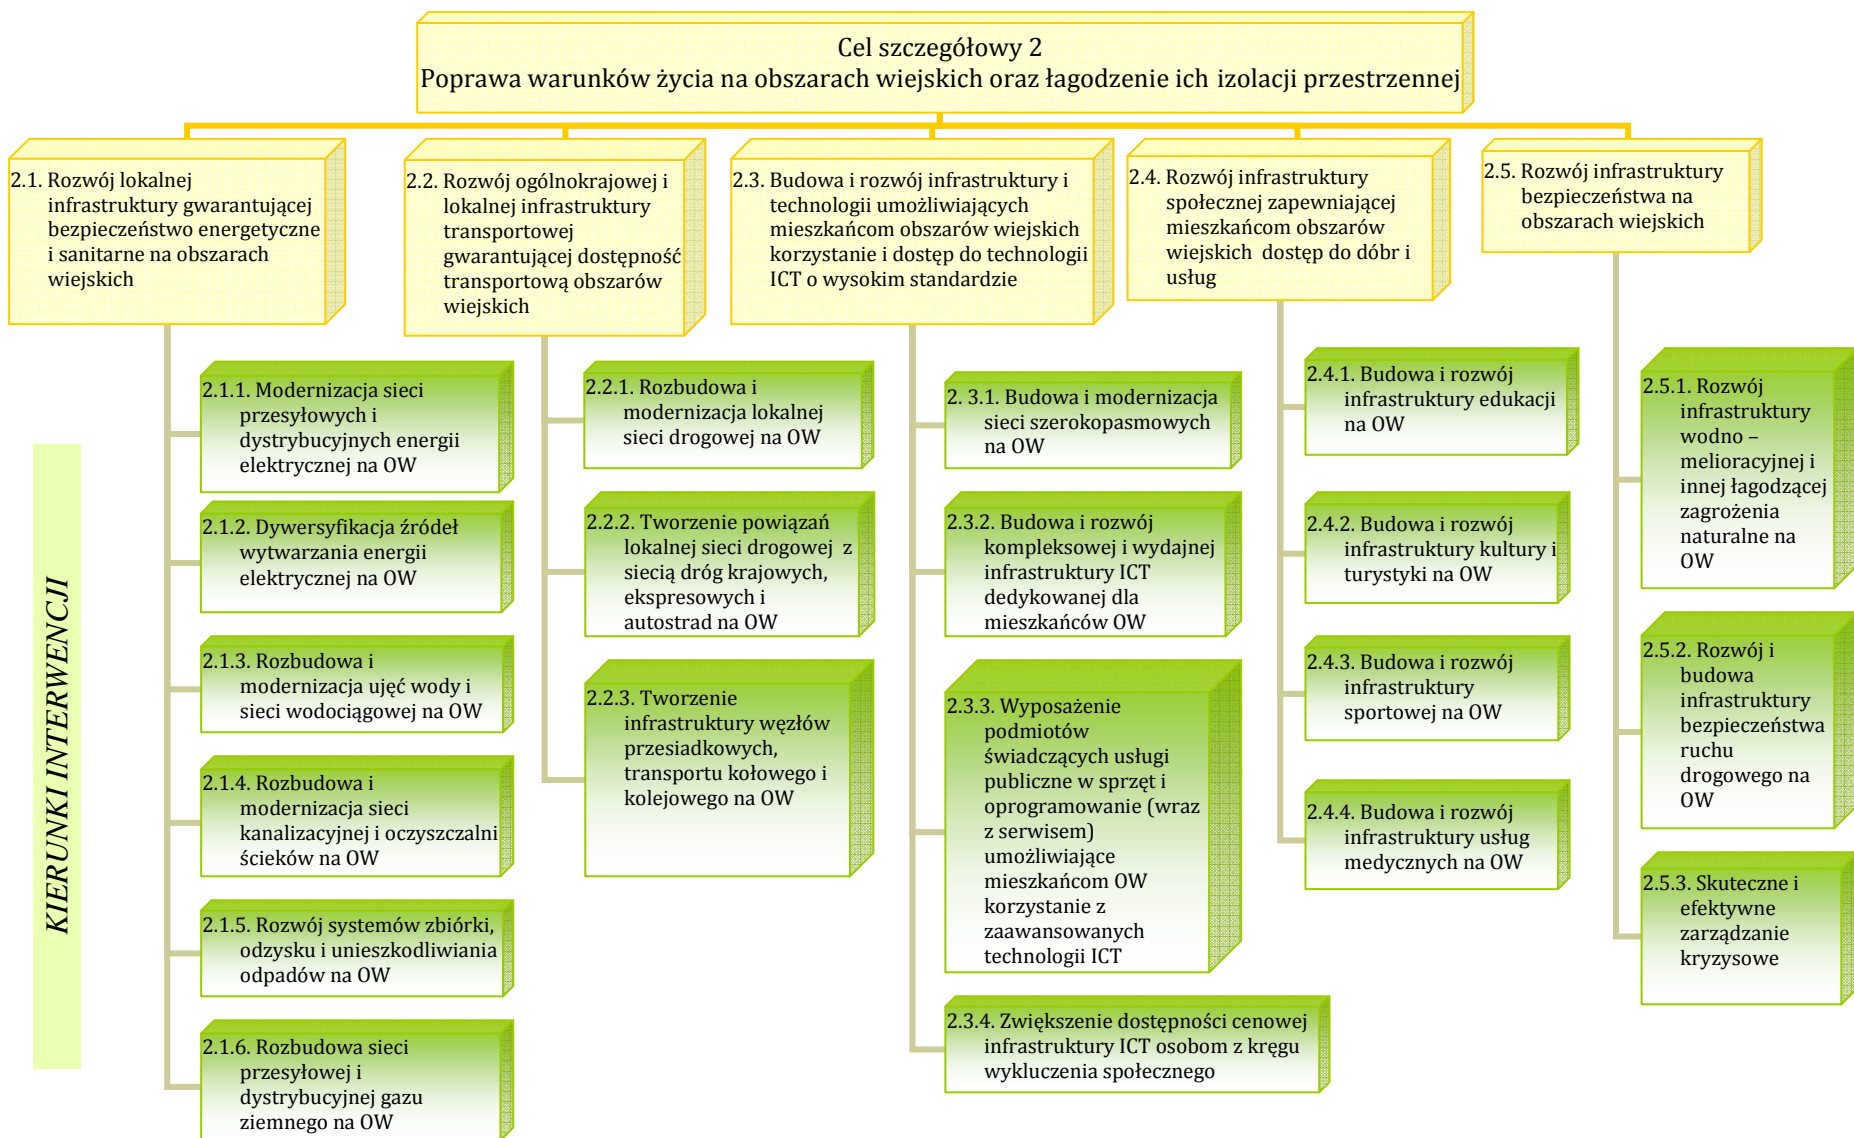 Cel szczegółowy 2
Poprawa warunków życia na obszarach wiejskich oraz łagodzenie ich izolacji przestrzennej
2.1. Rozwój lokalnej
infrastruktury gwarantującej
bezpieczeństwo energetyczne
i sanitarne na obszarach
wiejskich
2.2. Rozwój ogólnokrajowej i
lokalnej infrastruktury
transportowej
gwarantującej dostępność
transportową obszarów
wiejskich
2.3. Budowa i rozwój infrastruktury i
technologii umożliwiających
mieszkańcom obszarów wiejskich
korzystanie i dostęp do technologii
ICT o wysokim standardzie
2.4. Rozwój infrastruktury
społecznej zapewniającej
mieszkańcom obszarów
wiejskich dostęp do dóbr i
usług
2.5. Rozwój infrastruktury
bezpieczeństwa na
obszarach wiejskich
KIERUNKI INTERWENCJI
2.1.1. Modernizacja sieci
przesyłowych i
dystrybucyjnych energii
elektrycznej na OW
2.1.2. Dywersyfikacja źródeł
wytwarzania energii
elektrycznej na OW
2.1.3. Rozbudowa i
modernizacja ujęć wody i
sieci wodociągowej na OW
2.1.4. Rozbudowa i
modernizacja sieci
kanalizacyjnej i oczyszczalni
ścieków na OW
2.1.5. Rozwój systemów zbiórki,
odzysku i unieszkodliwiania
odpadów na OW
2.1.6. Rozbudowa sieci
przesyłowej i
dystrybucyjnej gazu
ziemnego na OW
2.2.1. Rozbudowa i
modernizacja lokalnej
sieci drogowej na OW
2.2.2. Tworzenie powiązań
lokalnej sieci drogowej z
siecią dróg krajowych,
ekspresowych i
autostrad na OW
2.2.3. Tworzenie
infrastruktury węzłów
przesiadkowych,
transportu kołowego i
kolejowego na OW
2. 3.1. Budowa i modernizacja
sieci szerokopasmowych
na OW
2.3.2. Budowa i rozwój
kompleksowej i wydajnej
infrastruktury ICT
dedykowanej dla
mieszkańców OW
2.3.3. Wyposażenie
podmiotów
świadczących usługi
publiczne w sprzęt i
oprogramowanie (wraz
z serwisem)
umożliwiające
mieszkańcom OW
korzystanie z
zaawansowanych
technologii ICT
2.3.4. Zwiększenie dostępności cenowej
infrastruktury ICT osobom z kręgu
wykluczenia społecznego
2.4.1. Budowa i rozwój
infrastruktury edukacji
na OW
2.4.2. Budowa i rozwój
infrastruktury kultury i
turystyki na OW
2.4.3. Budowa i rozwój
infrastruktury
sportowej na OW
2.4.4. Budowa i rozwój
infrastruktury usług
medycznych na OW
2.5.1. Rozwój
infrastruktury
wodno –
melioracyjnej i
innej łagodzącej
zagrożenia
naturalne na
OW
2.5.2. Rozwój i
budowa
infrastruktury
bezpieczeństwa
ruchu
drogowego na
OW
2.5.3. Skuteczne i
efektywne
zarządzanie
kryzysowe